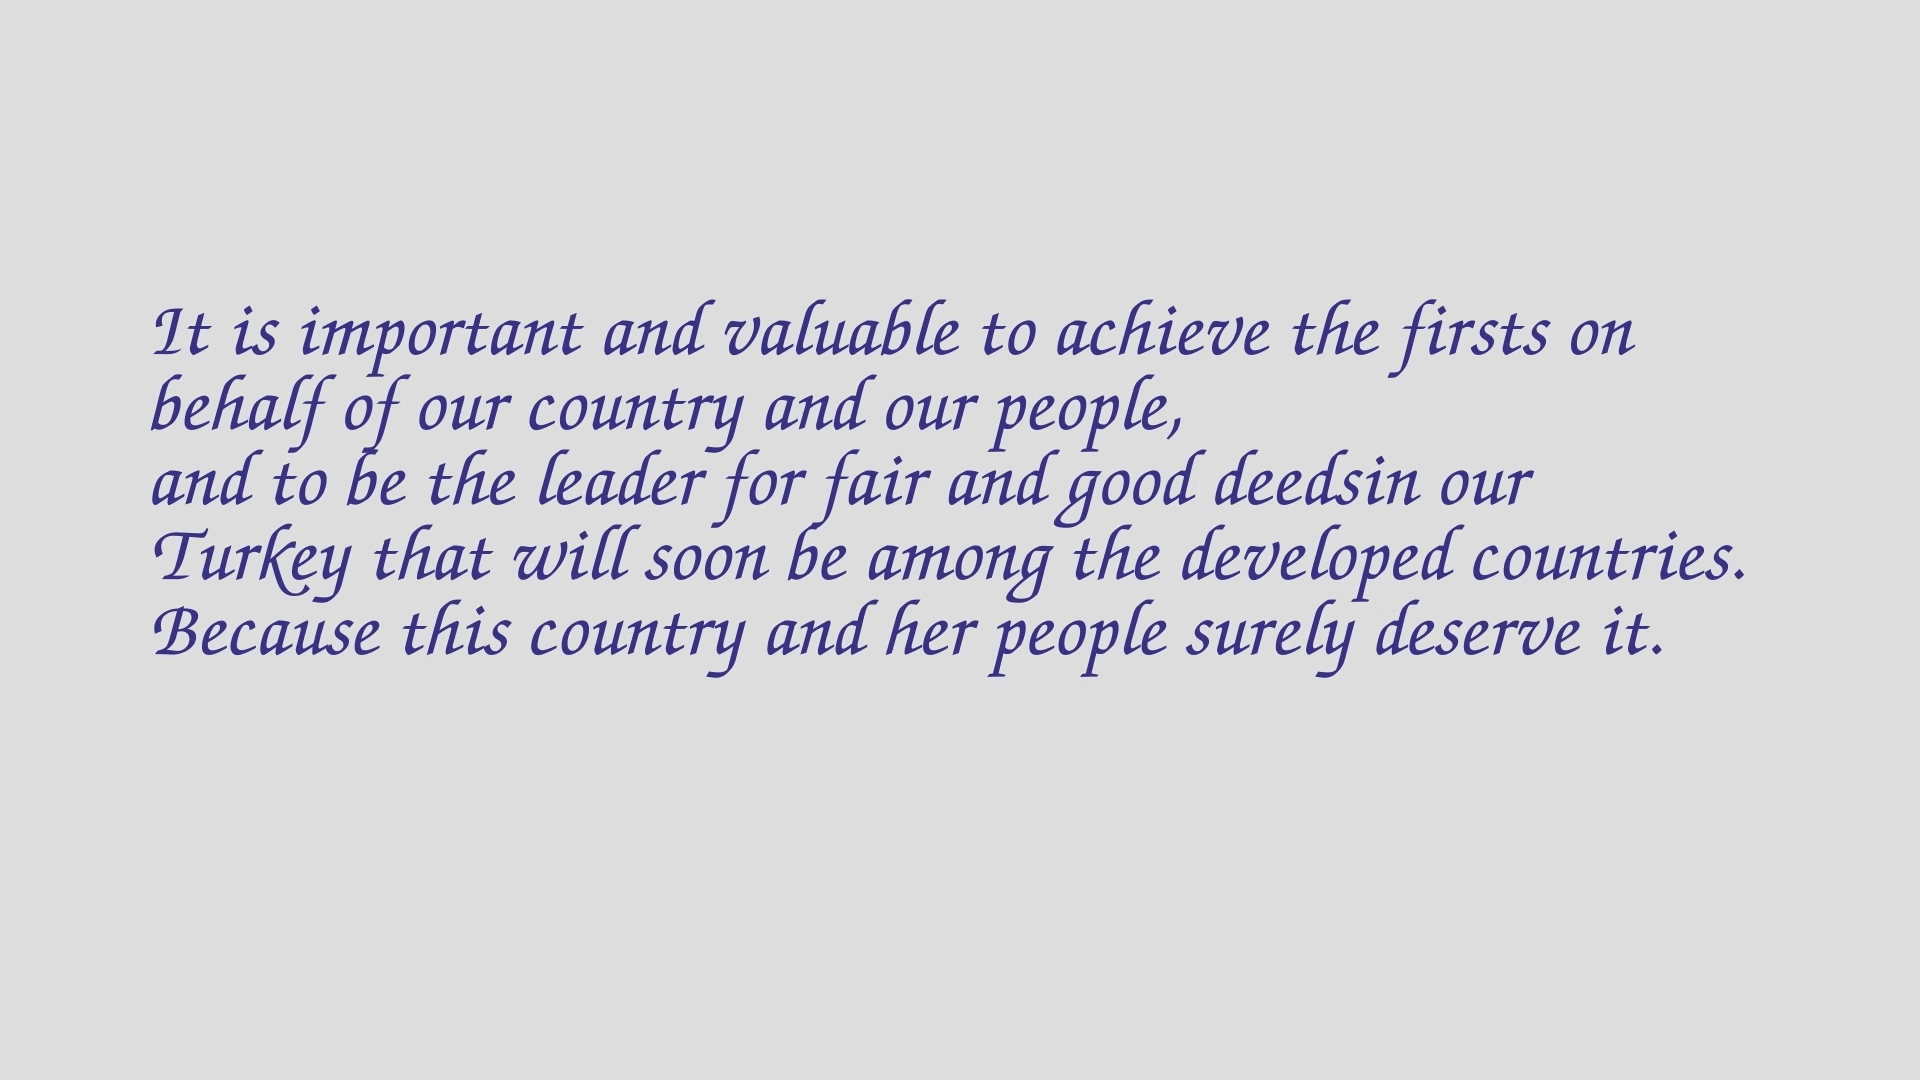 It is important and valuable to achieve the firsts on
behalf of our country and our people,
and to be the leader for fair and good deedsin our
Turkey that will soon be among the developed countries.
Because this country and her people surely deserve it.